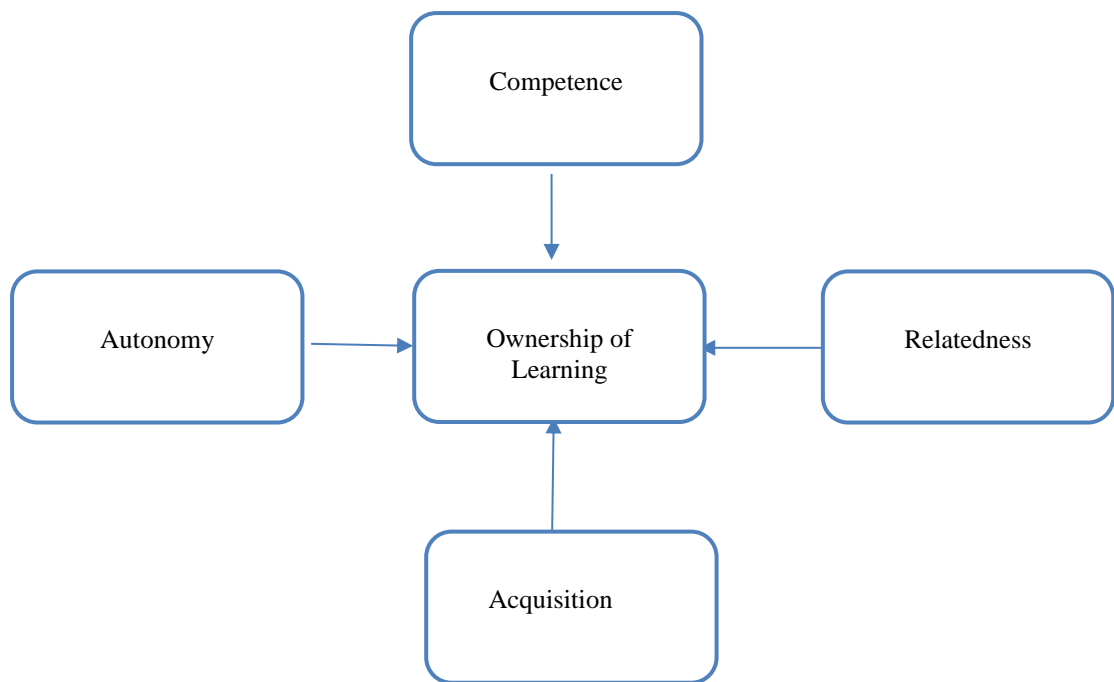 Competence
Autonomy
Ownership of
Learning
Relatedness
Acquisition